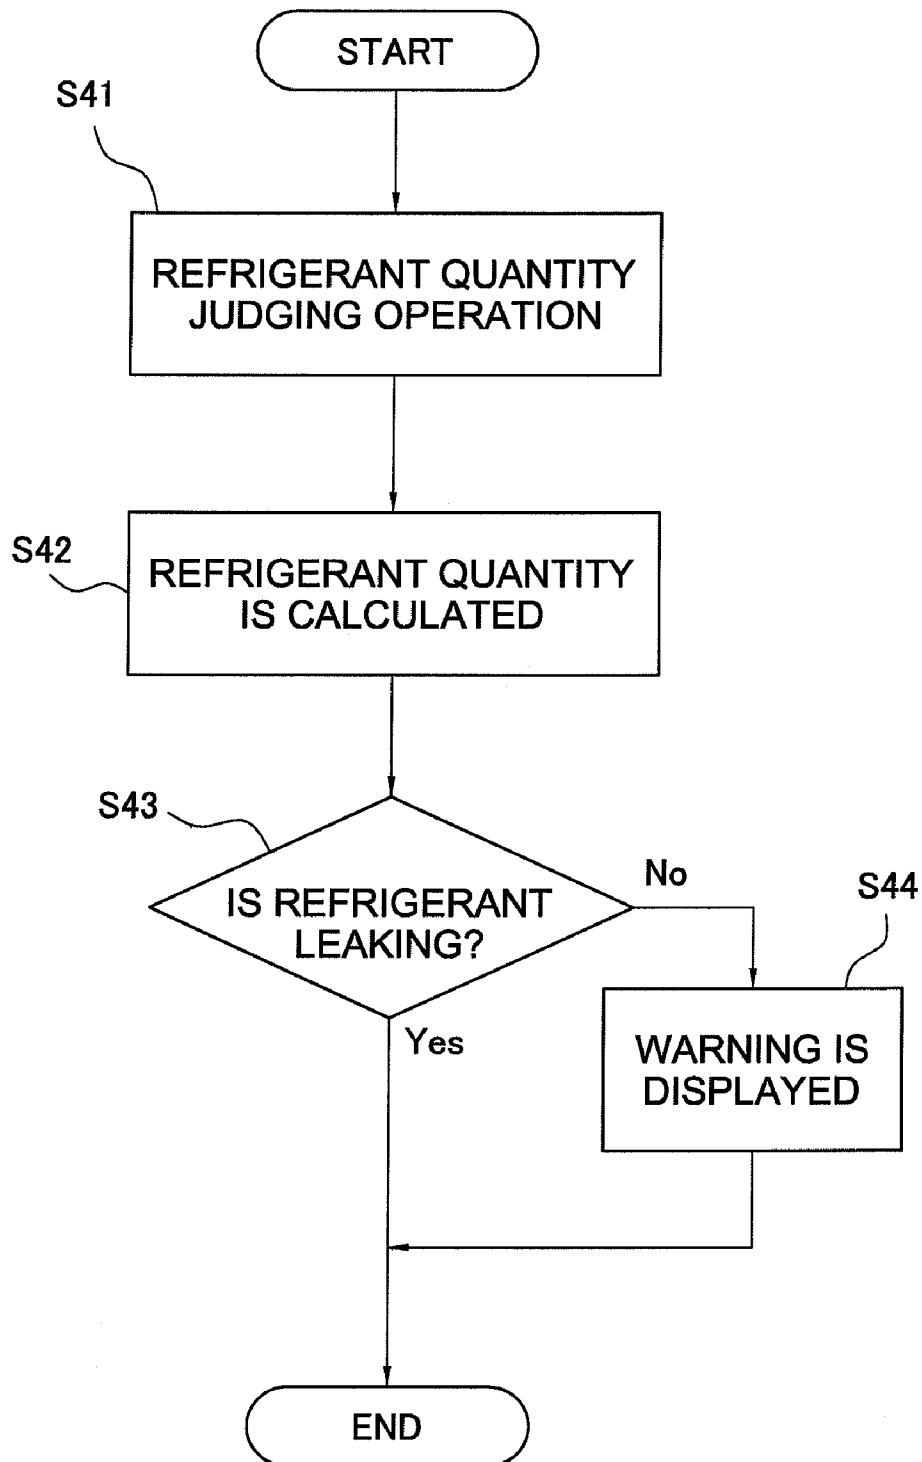 START
S41
REFRIGERANT QUANTITY
JUDGING OPERATION
S42
REFRIGERANT QUANTITY
IS CALCULATED
S43
IS REFRIGERANT
LEAKING?
No
S44
Yes
WARNING IS
DISPLAYED
END